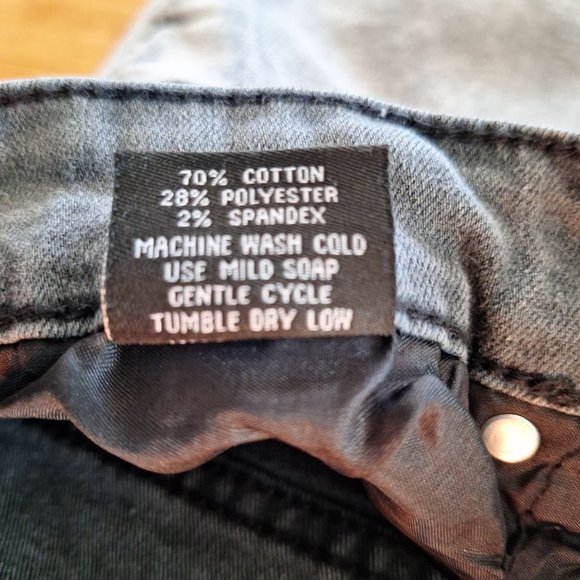 70% COTTON
28% POLYESTER
2% SPANDEX
MACHINE WASH COLD
USE MILD SOAP
GENTLE CYCLE
TUMBLE DRY LOW